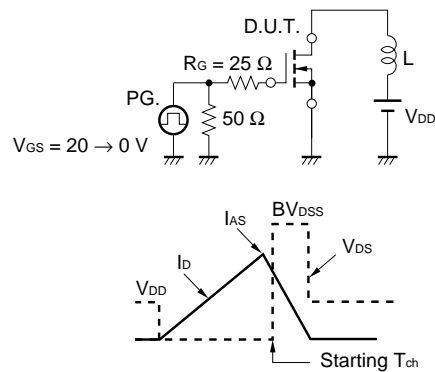 D.U.T.
RG = 25 Ω
L
PG.
50 Ω
VDD
VGS = 20 → 0 V
BVDSS
IAS
VDS
ID
VDD
Starting Tch